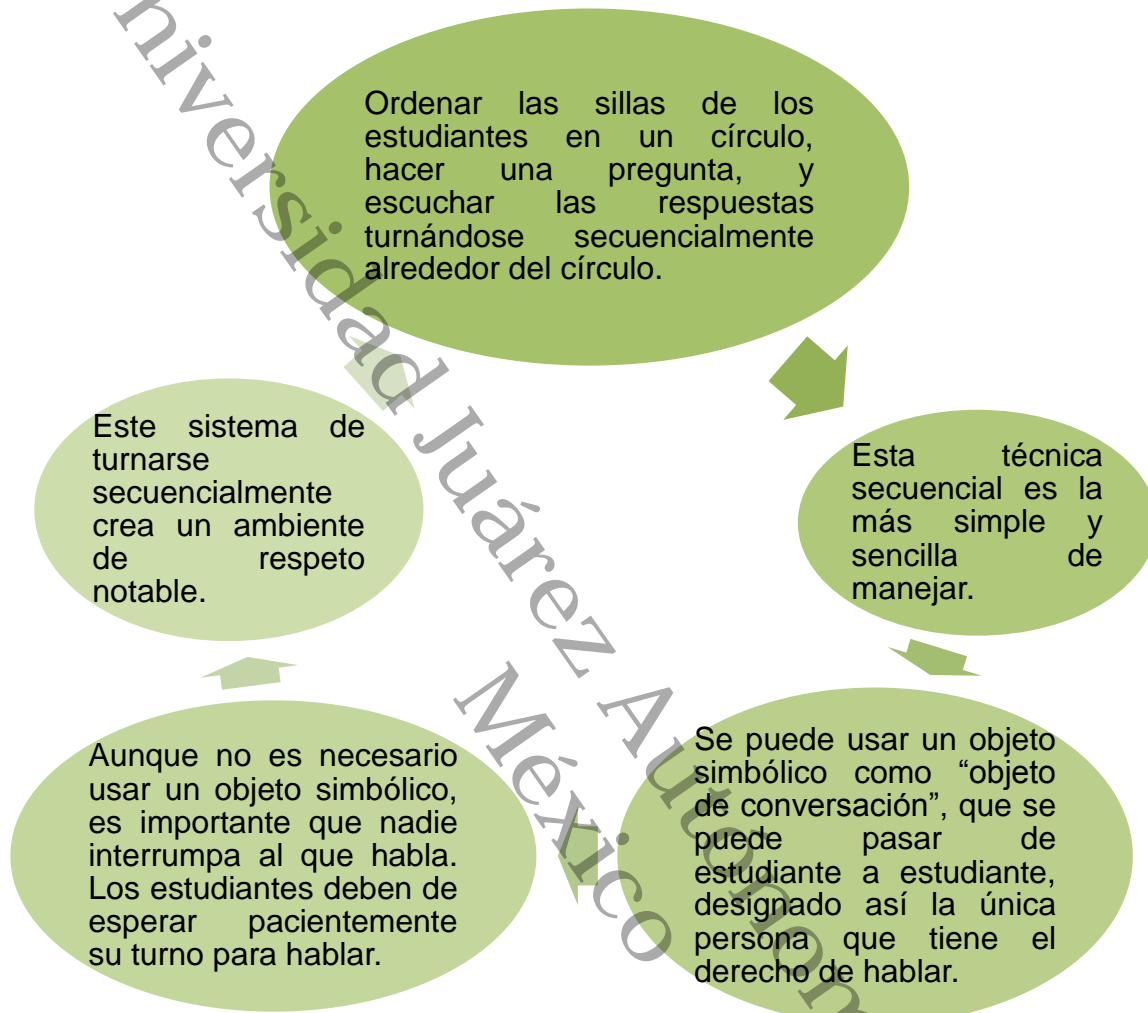 Ordenar las sillas de los
estudiantes en un círculo,
hacer una pregunta, y
escuchar las respuestas
turnándose secuencialmente
alrededor del círculo.
Esta técnica
secuencial es la
más simple y
sencilla de
manejar.
Se puede usar un objeto
simbólico como “objeto
de conversación”, que se
puede pasar de
estudiante a estudiante,
designado así la única
persona que tiene el
derecho de hablar.
Aunque no es necesario
usar un objeto simbólico,
es importante que nadie
interrumpa al que habla.
Los estudiantes deben de
esperar pacientemente
su turno para hablar.
Este sistema de
turnarse
secuencialmente
crea un ambiente
de respeto
notable.
niversidad Juárez Autónom
México